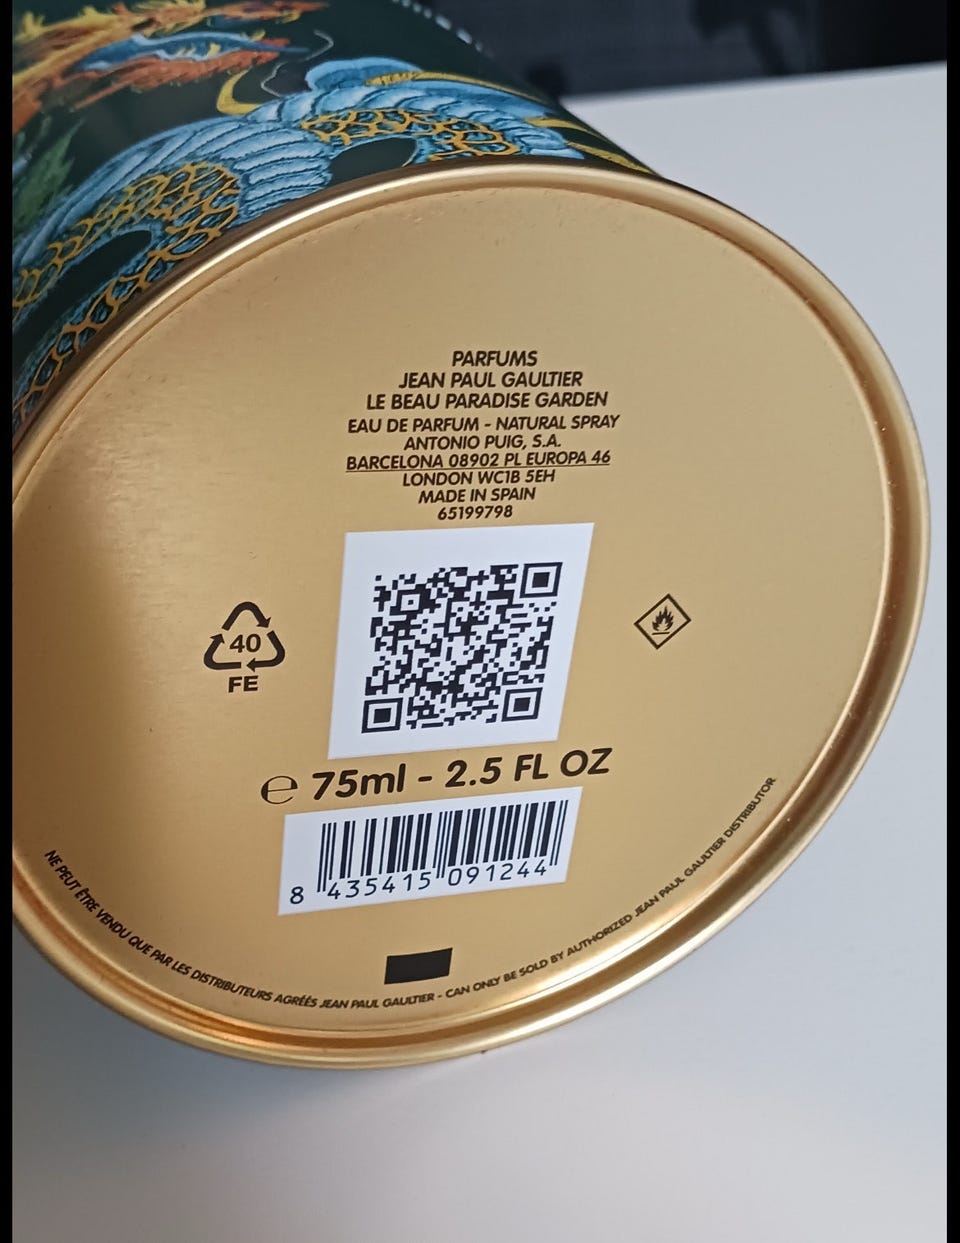 PARFUMS
JEAN PAUL GAULTIER
LE BEAU PARADISE GARDEN
EAU DE PARFUM - NATURAL SPRAY
ANTONIO PUIG, S.A.
BARCELONA 08902 PL EUROPA 46
LONDON WC1B 5EH
MADE IN SPAIN
65199798
40
FE
℮ 75ml - 2.5 FL OZ
8 435415 091244
NE PEUT ÊTRE VENDU QUE PAR LES DISTRIBUTEURS AGRÉÉS JEAN PAUL GAULTIER - CAN ONLY BE SOLD BY AUTHORIZED JEAN PAUL GAULTIER DISTRIBUTOR